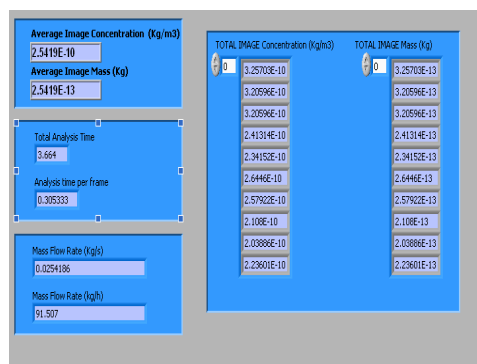 Average Image Concentration (Kg/m3)
2.5419E-10
Average Image Mass (Kg)
2.5419E-13
Total Analysis Time
3.664
Analysis time per frame
0.305333
Mass Flow Rate (Kg/s)
0.0254186
Mass Flow Rate (kg/h)
91.507
TOTAL IMAGE Concentration (Kg/m3) TOTAL IMAGE Mass (Kg)
0 3.25703E-10 0 3.25703E-13
3.20596E-10 3.20596E-13
3.20596E-10 3.20596E-13
2.41314E-10 2.41314E-13
2.34152E-10 2.34152E-13
2.6446E-10 2.6446E-13
2.57922E-10 2.57922E-13
2.108E-10 2.108E-13
2.03886E-10 2.03886E-13
2.23601E-10 2.23601E-13